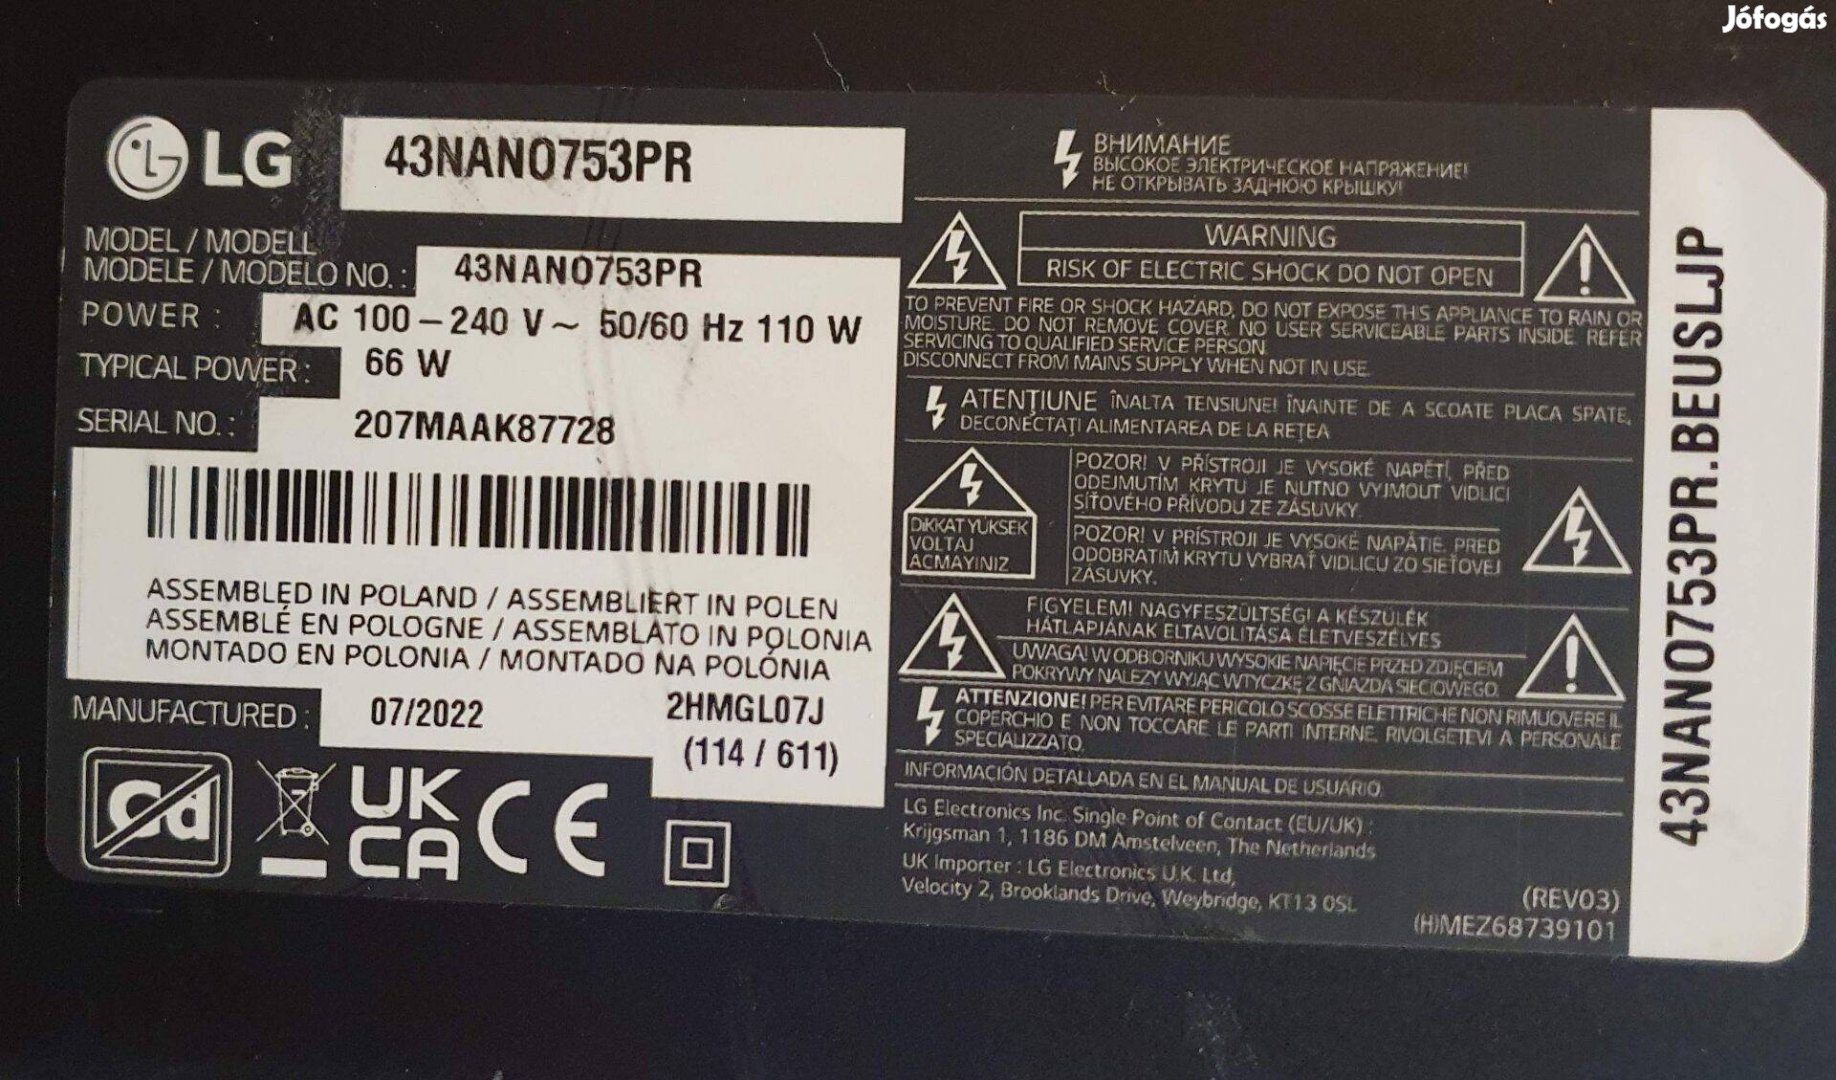 Jófogás
LG
43NANO753PR
MODEL / MODELL
MODELE / MODELO NO. : 43NANO753PR
POWER : AC 100 – 240 V ~ 50/60 Hz 110 W
TYPICAL POWER : 66 W
SERIAL NO. : 207MAAK87728
ASSEMBLED IN POLAND / ASSEMBLIERT IN POLEN
ASSEMBLÉ EN POLOGNE / ASSEMBLATO IN POLONIA
MONTADO EN POLONIA / MONTADO NA POLÓNIA
MANUFACTURED : 07/2022 2HMGL07J
(114 / 611)
Cd
UK
CA
CE
ВНИМАНИЕ
ВЫСОКОЕ ЭЛЕКТРИЧЕСКОЕ НАПРЯЖЕНИЕ!
НЕ ОТКРЫВАТЬ ЗАДНЮЮ КРЫШКУ!
WARNING
RISK OF ELECTRIC SHOCK DO NOT OPEN
TO PREVENT FIRE OR SHOCK HAZARD, DO NOT EXPOSE THIS APPLIANCE TO RAIN OR
MOISTURE. DO NOT REMOVE COVER. NO USER SERVICEABLE PARTS INSIDE. REFER
SERVICING TO QUALIFIED SERVICE PERSON.
DISCONNECT FROM MAINS SUPPLY WHEN NOT IN USE.
ATENȚIUNE ÎNALTA TENSIUNE! ÎNAINTE DE A SCOATE PLACA SPATE,
DECONECTAȚI ALIMENTAREA DE LA REȚEA
DIKKAT YÜKSEK
VOLTAJ
ACMAYINIZ
POZOR! V PŘÍSTROJI JE VYSOKÉ NAPĚTÍ, PŘED
ODEJMUTÍM KRYTU JE NUTNO VYJMOUT VIDLICI
SÍŤOVÉHO PŘÍVODU ZE ZÁSUVKY.
POZOR! V PRÍSTROJI JE VYSOKÉ NAPÄTIE. PRED
ODOBRATÍM KRYTU VYBRAŤ VIDLICU ZO SIEŤOVEJ
ZÁSUVKY.
FIGYELEM! NAGYFESZÜLTSÉG! A KÉSZÜLÉK
HÁTLAPJÁNAK ELTAVOLITÁSA ÉLETVESZÉLYES
UWAGA! W ODBIORNIKU WYSOKIE NAPIĘCIE PRZED ZDJĘCIEM
POKRYWY NALEŻY WYJĄĆ WTYCZKĘ Z GNIAZDA SIECIOWEGO.
ATTENZIONE! PER EVITARE PERICOLO SCOSSE ELETTRICHE NON RIMUOVERE IL
COPERCHIO E NON TOCCARE LE PARTI INTERNE. RIVOLGETEVI A PERSONALE
SPECIALIZZATO.
INFORMACIÓN DETALLADA EN EL MANUAL DE USUARIO.
LG Electronics Inc. Single Point of Contact (EU/UK) :
Krijgsman 1, 1186 DM Amstelveen, The Netherlands
UK Importer : LG Electronics U.K. Ltd,
Velocity 2, Brooklands Drive, Weybridge, KT13 0SL
(REV03)
(H)MEZ68739101
43NANO753PR.BEUSLJP